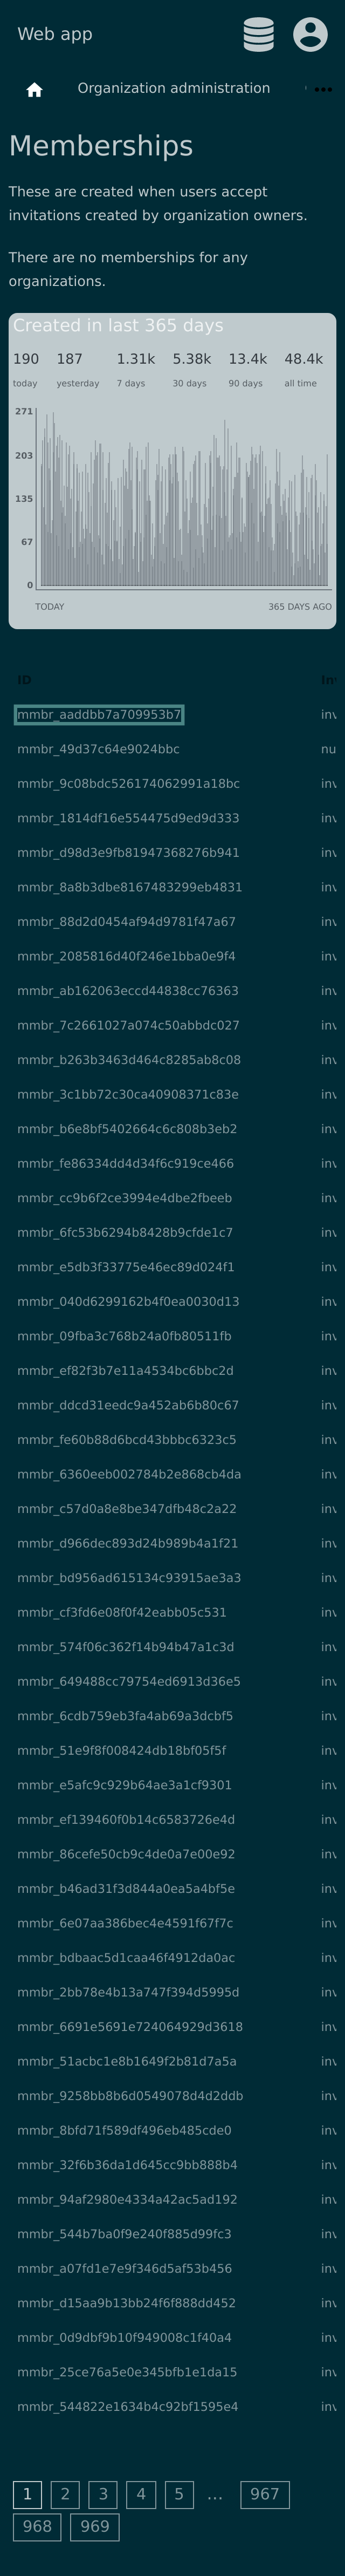 Web app
Organization administration
Memberships
These are created when users accept
invitations created by organization owners.
There are no memberships for any
organizations.
Created in last 365 days
190 187 1.31k 5.38k 13.4k 48.4k
today yesterday 7 days 30 days 90 days all time
271
203
135
67
0
TODAY 365 DAYS AGO
ID
mmbr_aaddbb7a709953b7 inv
mmbr_49d37c64e9024bbc nu
mmbr_9c08bdc526174062991a18bc inv
mmbr_1814df16e554475d9ed9d333 inv
mmbr_d98d3e9fb81947368276b941 inv
mmbr_8a8b3dbe8167483299eb4831 inv
mmbr_88d2d0454af94d9781f47a67 inv
mmbr_2085816d40f246e1bba0e9f4 inv
mmbr_ab162063eccd44838cc76363 inv
mmbr_7c2661027a074c50abbdc027 inv
mmbr_b263b3463d464c8285ab8c08 inv
mmbr_3c1bb72c30ca40908371c83e inv
mmbr_b6e8bf5402664c6c808b3eb2 inv
mmbr_fe86334dd4d34f6c919ce466 inv
mmbr_cc9b6f2ce3994e4dbe2fbeeb inv
mmbr_6fc53b6294b8428b9cfde1c7 inv
mmbr_e5db3f33775e46ec89d024f1 inv
mmbr_040d6299162b4f0ea0030d13 inv
mmbr_09fba3c768b24a0fb80511fb inv
mmbr_ef82f3b7e11a4534bc6bbc2d inv
mmbr_ddcd31eedc9a452ab6b80c67 inv
mmbr_fe60b88d6bcd43bbbc6323c5 inv
mmbr_6360eeb002784b2e868cb4da inv
mmbr_c57d0a8e8be347dfb48c2a22 inv
mmbr_d966dec893d24b989b4a1f21 inv
mmbr_bd956ad615134c93915ae3a3 inv
mmbr_cf3fd6e08f0f42eabb05c531 inv
mmbr_574f06c362f14b94b47a1c3d inv
mmbr_649488cc79754ed6913d36e5 inv
mmbr_6cdb759eb3fa4ab69a3dcbf5 inv
mmbr_51e9f8f008424db18bf05f5f inv
mmbr_e5afc9c929b64ae3a1cf9301 inv
mmbr_ef139460f0b14c6583726e4d inv
mmbr_86cefe50cb9c4de0a7e00e92 inv
mmbr_b46ad31f3d844a0ea5a4bf5e inv
mmbr_6e07aa386bec4e4591f67f7c inv
mmbr_bdbaac5d1caa46f4912da0ac inv
mmbr_2bb78e4b13a747f394d5995d inv
mmbr_6691e5691e724064929d3618 inv
mmbr_51acbc1e8b1649f2b81d7a5a inv
mmbr_9258bb8b6d0549078d4d2ddb inv
mmbr_8bfd71f589df496eb485cde0 inv
mmbr_32f6b36da1d645cc9bb888b4 inv
mmbr_94af2980e4334a42ac5ad192 inv
mmbr_544b7ba0f9e240f885d99fc3 inv
mmbr_a07fd1e7e9f346d5af53b456 inv
mmbr_d15aa9b13bb24f6f888dd452 inv
mmbr_0d9dbf9b10f949008c1f40a4 inv
mmbr_25ce76a5e0e345bfb1e1da15 inv
mmbr_544822e1634b4c92bf1595e4 inv
1 2 3 4 5 … 967
968 969